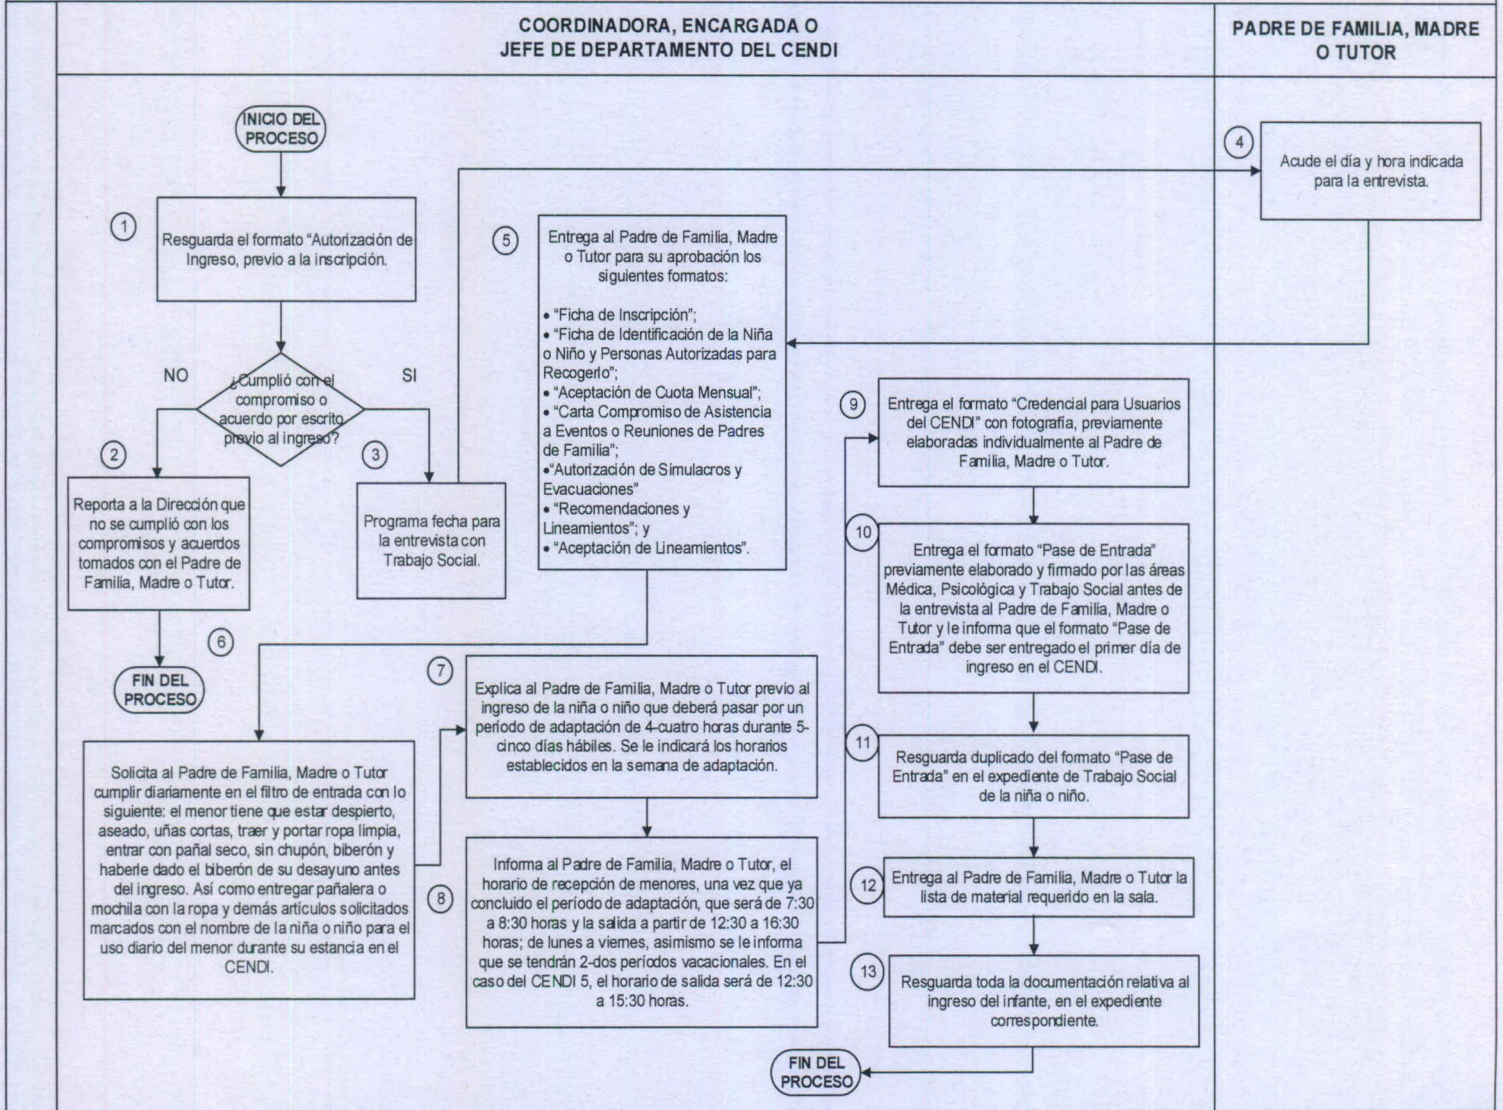 COORDINADORA, ENCARGADA O
JEFE DE DEPARTAMENTO DEL CENDI
PADRE DE FAMILIA, MADRE
O TUTOR
INICIO DEL
PROCESO
1
Resguarda el formato “Autorización de
Ingreso, previo a la inscripción.
¿Cumplió con el
compromiso o
acuerdo por escrito
previo al ingreso?
NO
SI
2
Reporta a la Dirección que
no se cumplió con los
compromisos y acuerdos
tomados con el Padre de
Familia, Madre o Tutor.
FIN DEL
PROCESO
3
Programa fecha para
la entrevista con
Trabajo Social.
4
Acude el día y hora indicada
para la entrevista.
5
Entrega al Padre de Familia, Madre
o Tutor para su aprobación los
siguientes formatos:
• “Ficha de Inscripción”;
• “Ficha de Identificación de la Niña
o Niño y Personas Autorizadas para
Recogerlo”;
• “Aceptación de Cuota Mensual”;
• “Carta Compromiso de Asistencia
a Eventos o Reuniones de Padres
de Familia”;
•“Autorización de Simulacros y
Evacuaciones”
• “Recomendaciones y
Lineamientos”; y
• “Aceptación de Lineamientos”.
6
Solicita al Padre de Familia, Madre o Tutor
cumplir diariamente en el filtro de entrada con lo
siguiente: el menor tiene que estar despierto,
aseado, uñas cortas, traer y portar ropa limpia,
entrar con pañal seco, sin chupón, biberón y
haberle dado el biberón de su desayuno antes
del ingreso. Así como entregar pañalera o
mochila con la ropa y demás artículos solicitados
marcados con el nombre de la niña o niño para el
uso diario del menor durante su estancia en el
CENDI.
7
Explica al Padre de Familia, Madre o Tutor previo al
ingreso de la niña o niño que deberá pasar por un
período de adaptación de 4-cuatro horas durante 5-
cinco días hábiles. Se le indicará los horarios
establecidos en la semana de adaptación.
8
Informa al Padre de Familia, Madre o Tutor, el
horario de recepción de menores, una vez que ya
concluido el período de adaptación, que será de 7:30
a 8:30 horas y la salida a partir de 12:30 a 16:30
horas; de lunes a viernes, asimismo se le informa
que se tendrán 2-dos períodos vacacionales. En el
caso del CENDI 5, el horario de salida será de 12:30
a 15:30 horas.
9
Entrega el formato “Credencial para Usuarios
del CENDI” con fotografía, previamente
elaboradas individualmente al Padre de
Familia, Madre o Tutor.
10
Entrega el formato “Pase de Entrada”
previamente elaborado y firmado por las áreas
Médica, Psicológica y Trabajo Social antes de
la entrevista al Padre de Familia, Madre o
Tutor y le informa que el formato “Pase de
Entrada” debe ser entregado el primer día de
ingreso en el CENDI.
11
Resguarda duplicado del formato “Pase de
Entrada” en el expediente de Trabajo Social
de la niña o niño.
12
Entrega al Padre de Familia, Madre o Tutor la
lista de material requerido en la sala.
13
Resguarda toda la documentación relativa al
ingreso del infante, en el expediente
correspondiente.
FIN DEL
PROCESO